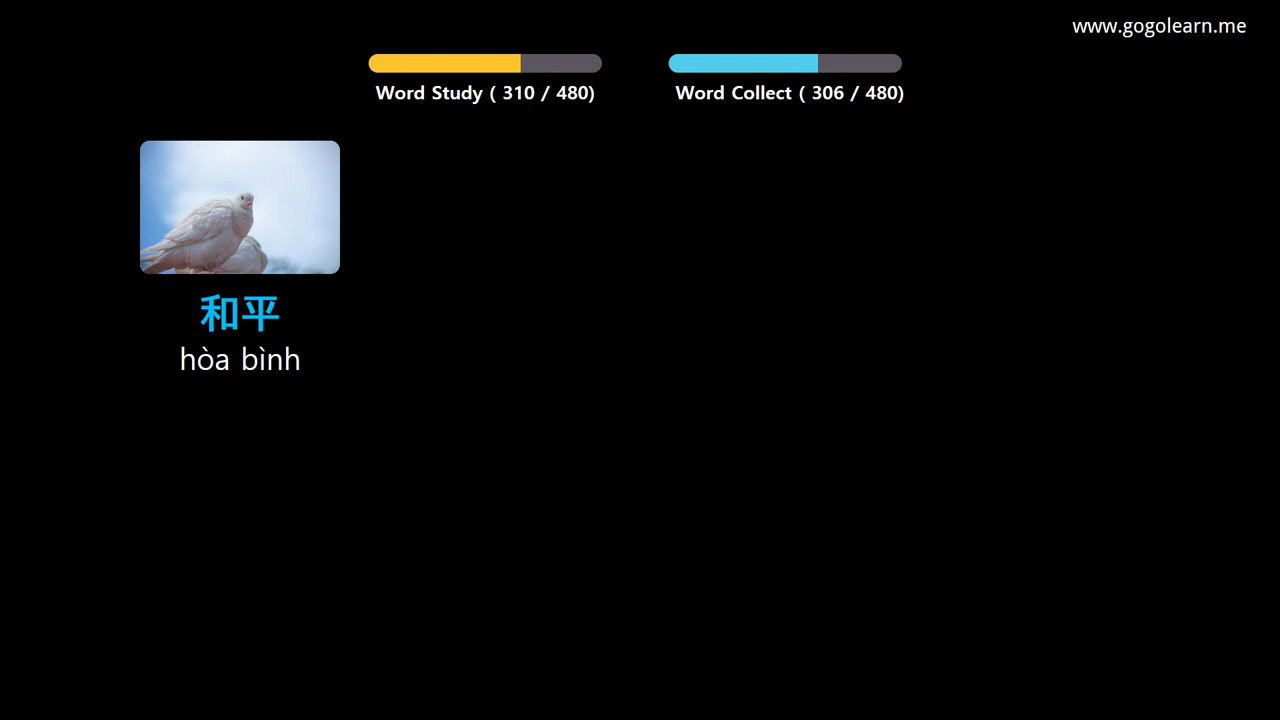 www.gogolearn.me
Word Study ( 310 / 480)
Word Collect ( 306 / 480)
和平
hòa bình